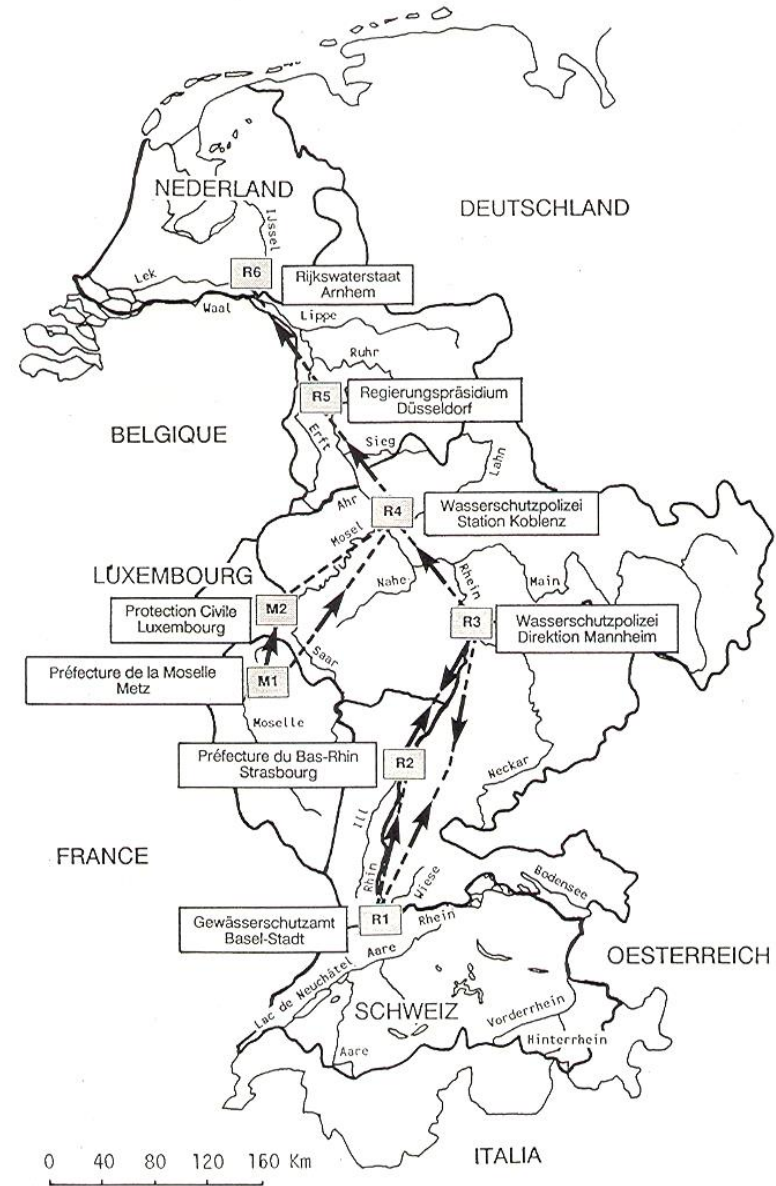 NEDERLAND
DEUTSCHLAND
IJssel
R6
Rijkswaterstaat
Arnhem
Lek
Waal
Lippe
Ruhr
R5
Regierungspräsidium
Düsseldorf
BELGIQUE
Erft
Sieg
Lahn
Ahr
R4
Wasserschutzpolizei
Station Koblenz
Mosel
LUXEMBOURG
Nahe
Rhein
Main
M2
Protection Civile
Luxembourg
R3
Wasserschutzpolizei
Direktion Mannheim
Saar
Préfecture de la Moselle
Metz
M1
Moselle
Préfecture du Bas-Rhin
Strasbourg
R2
Neckar
Ill
FRANCE
Rhin
Wiese
Bodensee
Gewässerschutzamt
Basel-Stadt
R1
Rhein
Aare
OESTERREICH
Lac de Neuchâtel
SCHWEIZ
Vorderrhein
Hinterrhein
Aare
ITALIA
0 40 80 120 160 Km